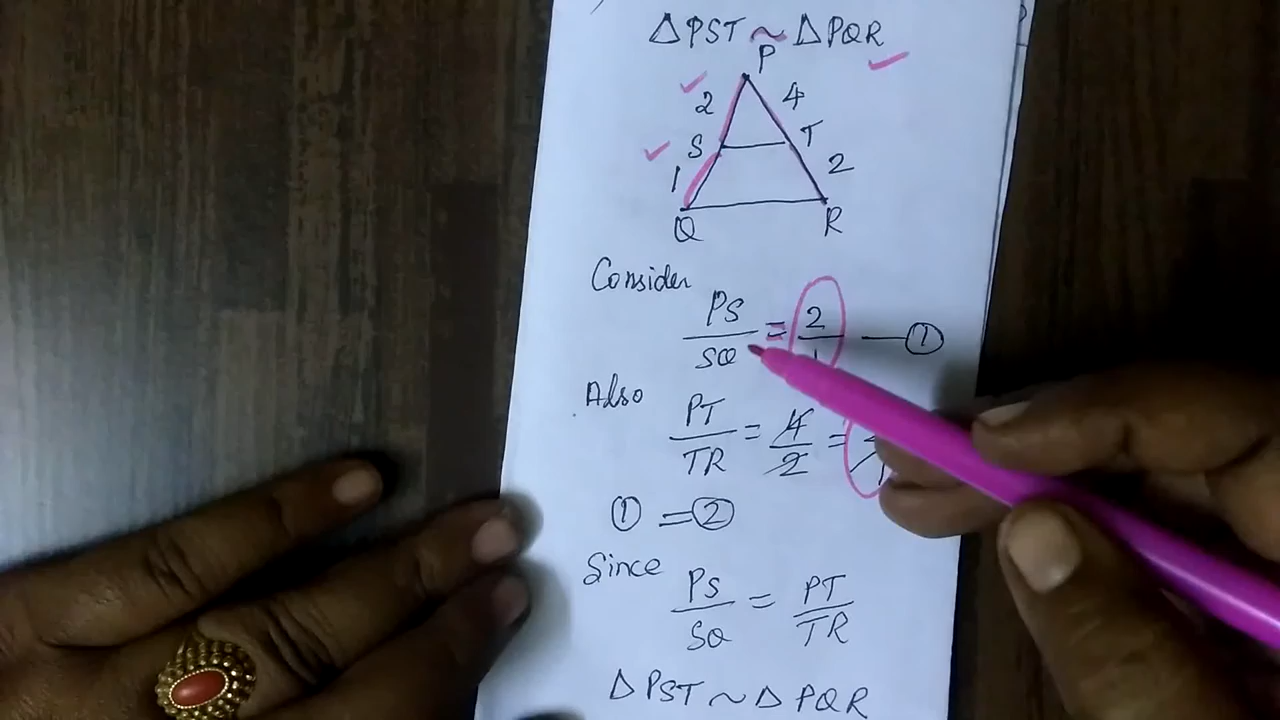 ΔPST ~ ΔPQR
P
2 4
S T
1 2
Q R
Consider
PS/SQ = 2/1 — ①
Also
PT/TR = 4/2 =
① = ②
Since
PS/SQ = PT/TR
ΔPST ~ Δ PQR